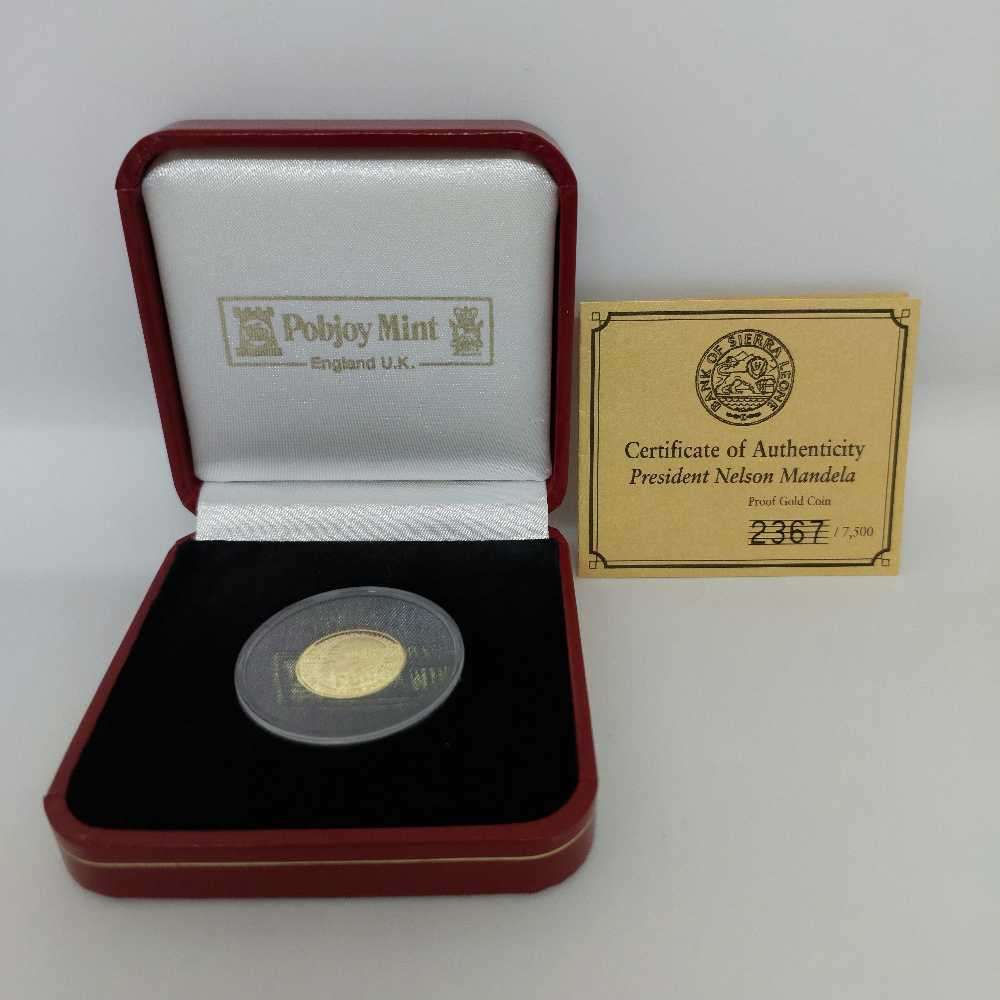 Pobjoy Mint
England U.K.
BANK OF SIERRA LEONE
Certificate of Authenticity
President Nelson Mandela
Proof Gold Coin
2367 / 7,500